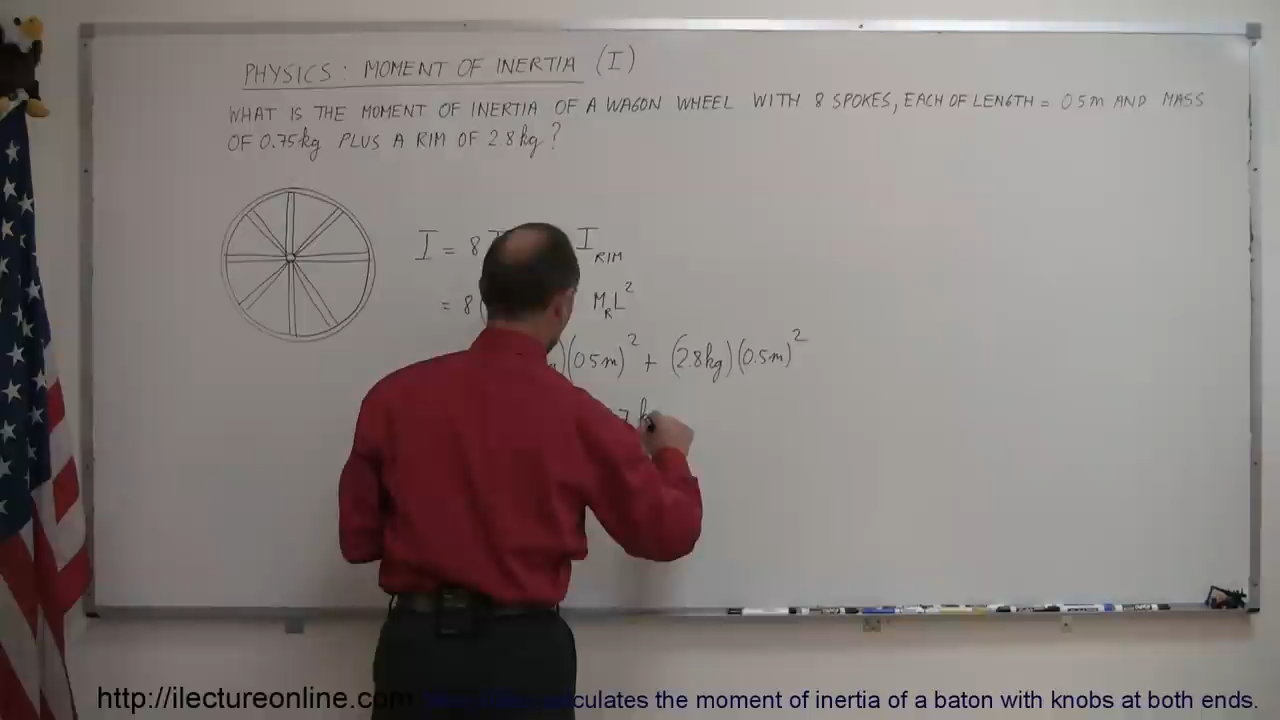 PHYSICS: MOMENT OF INERTIA (I)
WHAT IS THE MOMENT OF INERTIA OF A WAGON WHEEL WITH 8 SPOKES, EACH OF LENGTH = 0.5m AND MASS
OF 0.75kg PLUS A RIM OF 2.8kg?
I = 8 I RIM
= 8 ( M_R L²
)(0.5m)² + (2.8kg)(0.5m)²
7 k
http://ilectureonline.com calculates the moment of inertia of a baton with knobs at both ends.